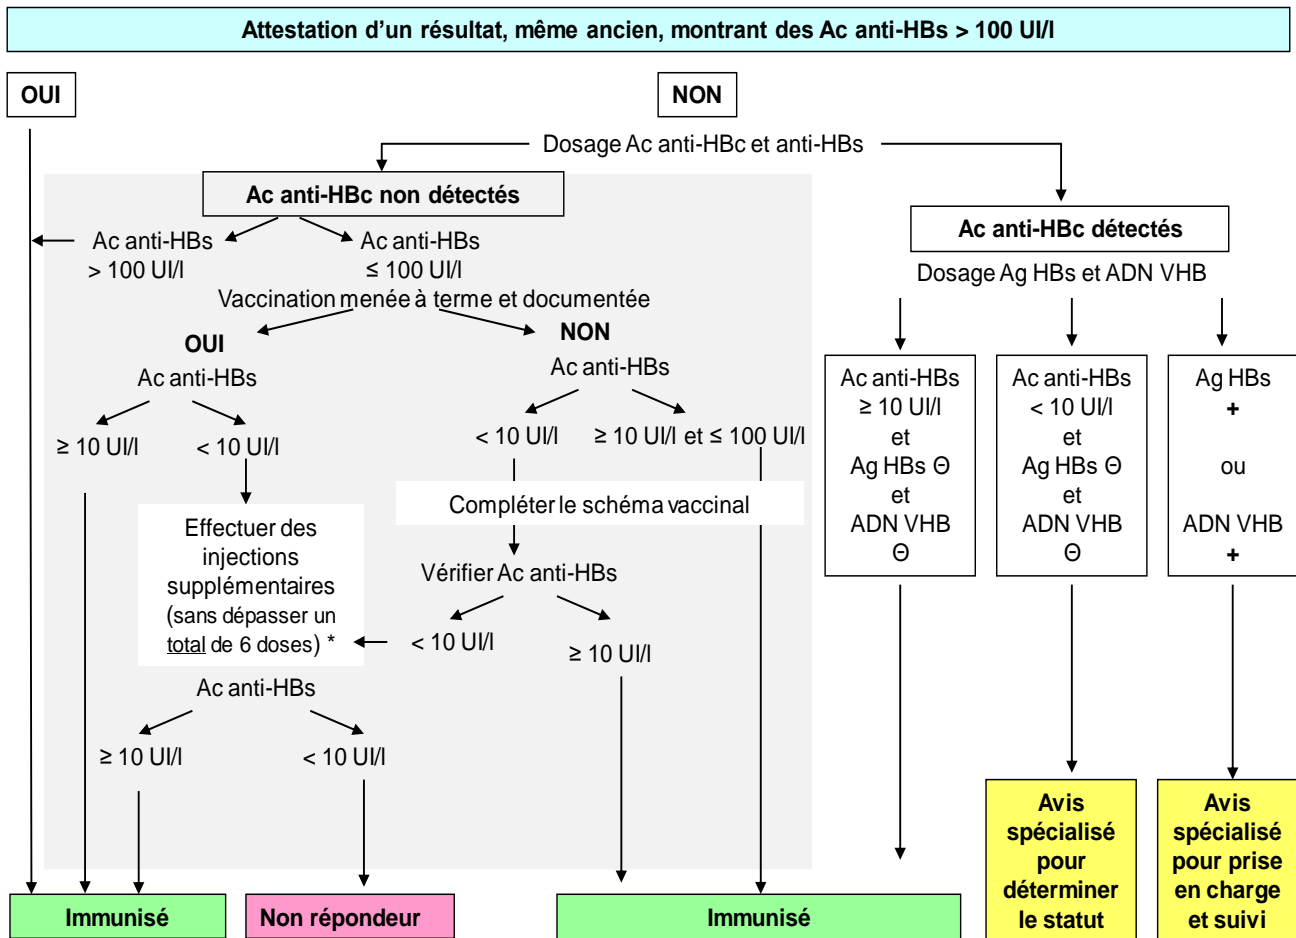 Attestation d'un résultat, même ancien, montrant des Ac anti-HBs > 100 UI/l
OUI
NON
Dosage Ac anti-HBc et anti-HBs
Ac anti-HBc non détectés
Ac anti-HBs
> 100 UI/l
Ac anti-HBs
≤ 100 UI/l
Vaccination menée à terme et documentée
OUI
Ac anti-HBs
≥ 10 UI/l
< 10 UI/l
Effectuer des
injections
supplémentaires
(sans dépasser un
total de 6 doses) *
NON
Ac anti-HBs
< 10 UI/l
≥ 10 UI/l et ≤ 100 UI/l
Compléter le schéma vaccinal
Vérifier Ac anti-HBs
< 10 UI/l
≥ 10 UI/l
Ac anti-HBs
≥ 10 UI/l
< 10 UI/l
Ac anti-HBc détectés
Dosage Ag HBs et ADN VHB
Ac anti-HBs
≥ 10 UI/l
et
Ag HBs Θ
et
ADN VHB
Θ
Ac anti-HBs
< 10 UI/l
et
Ag HBs Θ
et
ADN VHB
Θ
Ag HBs
+
ou
ADN VHB
+
Immunisé
Non répondeur
Immunisé
Avis
spécialisé
pour
déterminer
le statut
Avis
spécialisé
pour prise
en charge
et suivi